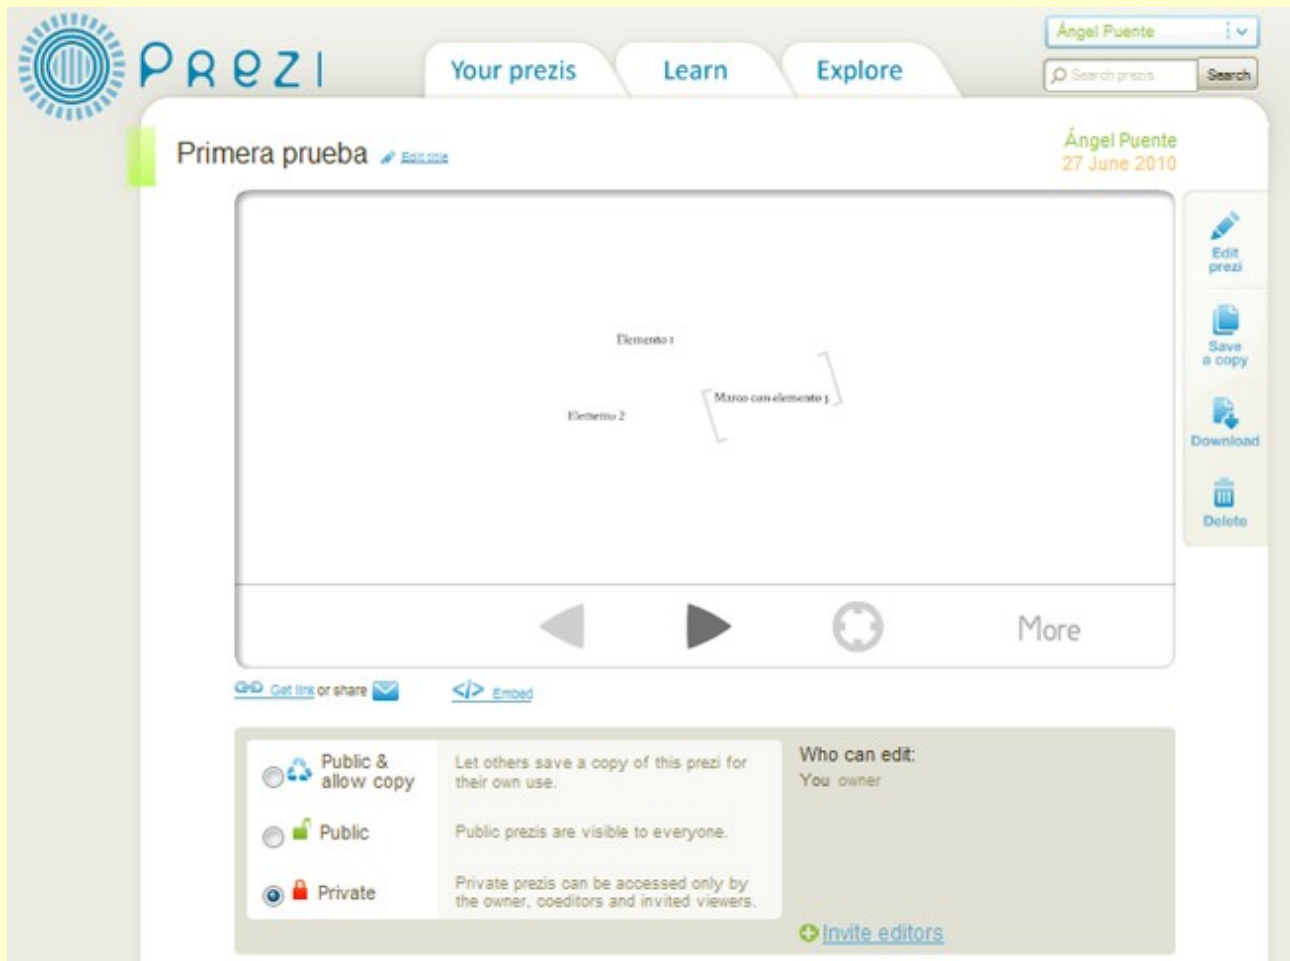 PREZI
Your prezis
Learn
Explore
Ángel Puente
Search prezis
Search
Primera prueba
Edit title
Ángel Puente
27 June 2010
Elemento 1
Elemento 2
Marco con elemento 3
Edit
prezi
Save
a copy
Download
Delete
More
Get link or share
</> Embed
Public &
allow copy
Let others save a copy of this prezi for
their own use.
Public
Public prezis are visible to everyone.
Private
Private prezis can be accessed only by
the owner, coeditors and invited viewers.
Who can edit:
You owner
Invite editors